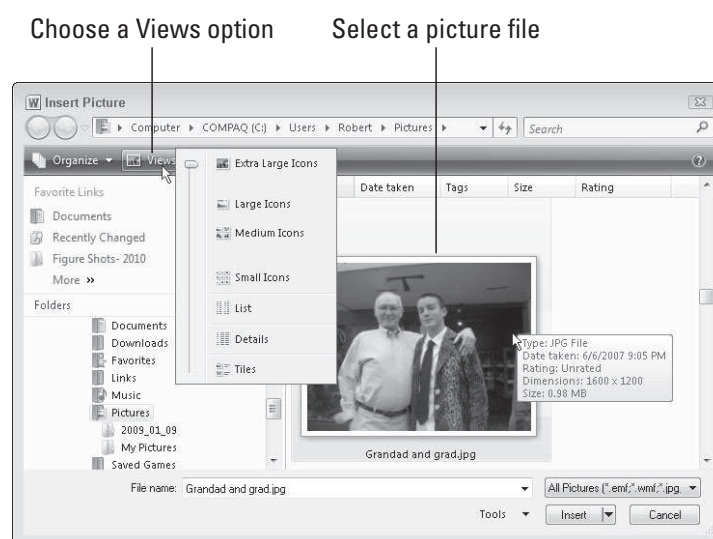 Choose a Views option
Select a picture file
W Insert Picture
Computer ▸ COMPAQ (C:) ▸ Users ▸ Robert ▸ Pictures ▸
Search
Organize
Views
Date taken
Tags
Size
Rating
Extra Large Icons
Large Icons
Medium Icons
Small Icons
List
Details
Tiles
Favorite Links
Documents
Recently Changed
Figure Shots- 2010
More »
Folders
Documents
Downloads
Favorites
Links
Music
Pictures
2009_01_09
My Pictures
Saved Games
Type: JPG File
Date taken: 6/6/2007 9:05 PM
Rating: Unrated
Dimensions: 1600 x 1200
Size: 0.98 MB
Grandad and grad.jpg
File name: Grandad and grad.jpg
All Pictures (*.emf;*.wmf;*.jpg,
Tools
Insert
Cancel